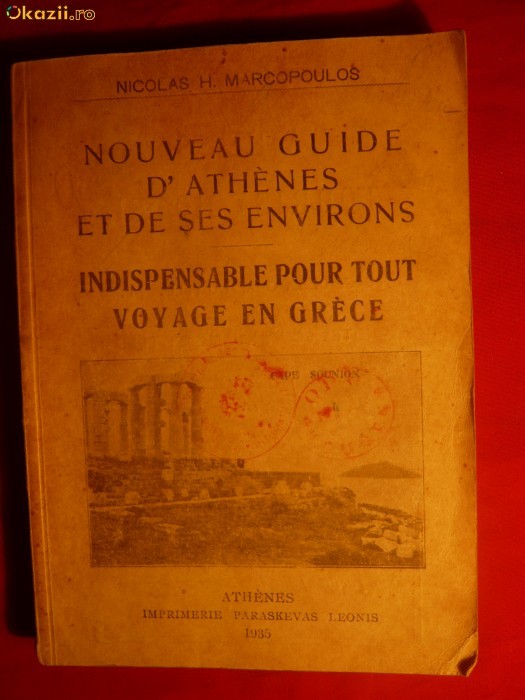 Okazii.ro
NICOLAS H. MARCOPOULOS
NOUVEAU GUIDE
D'ATHÈNES
ET DE SES ENVIRONS
INDISPENSABLE POUR TOUT
VOYAGE EN GRÈCE
CAPE SOUNION
ATHÈNES
IMPRIMERIE PARASKEVAS LEONIS
1935